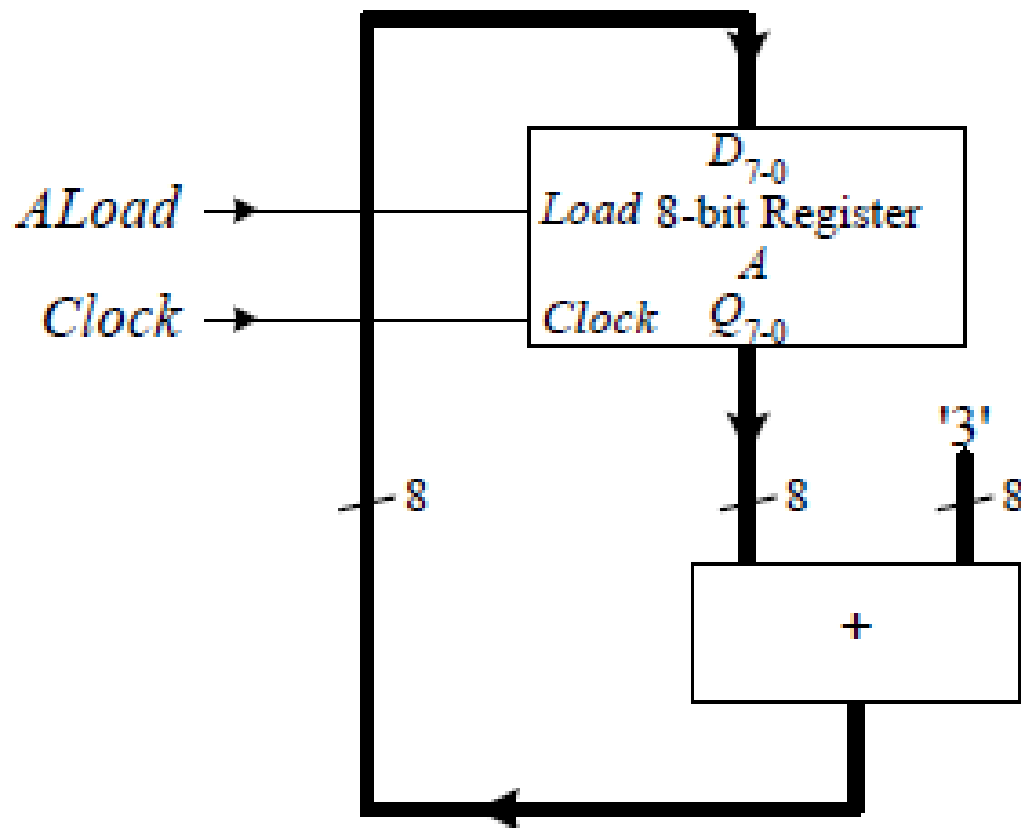 D7-0
ALoad
Load 8-bit Register
A
Clock
Clock Q7-0
'3'
8
8
8
+